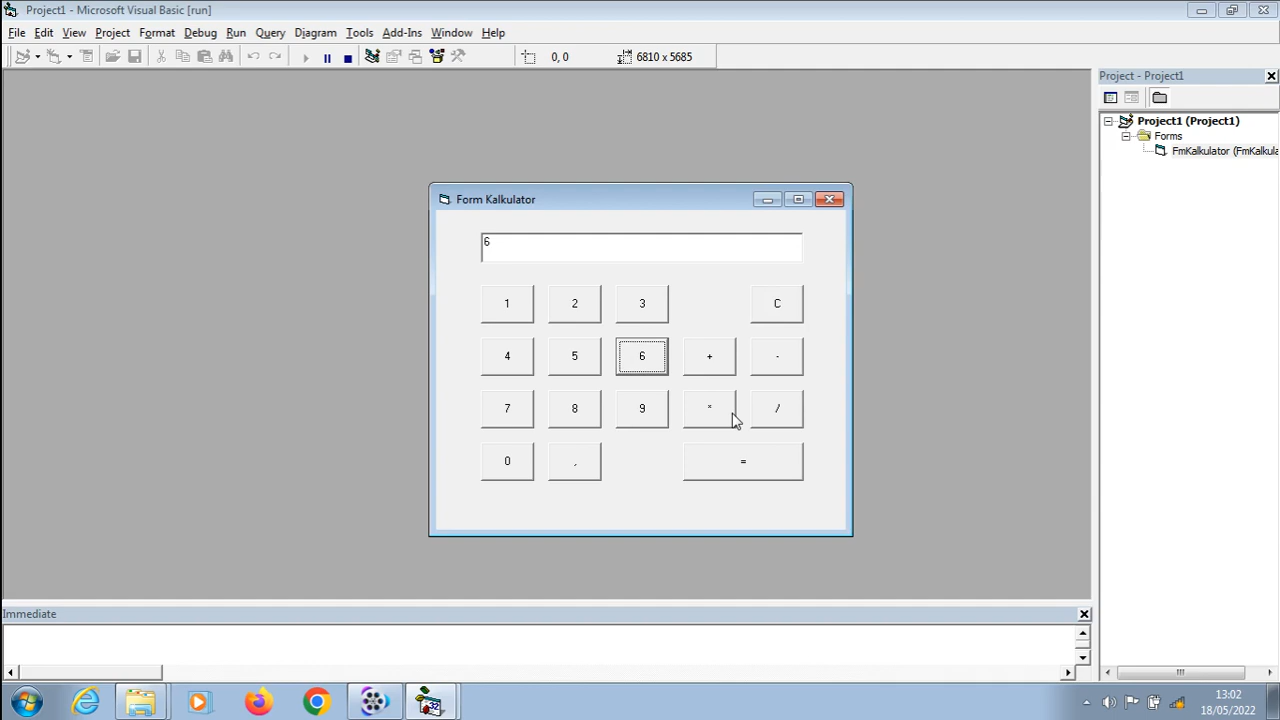 Project1 - Microsoft Visual Basic [run]
File Edit View Project Format Debug Run Query Diagram Tools Add-Ins Window Help
0, 0 6810 x 5685
Project - Project1
Project1 (Project1)
Forms
FmKalkulator (FmKalkula
Form Kalkulator
6
1 2 3 C
4 5 6 + -
7 8 9 * /
0 , =
Immediate
13:02
18/05/2022